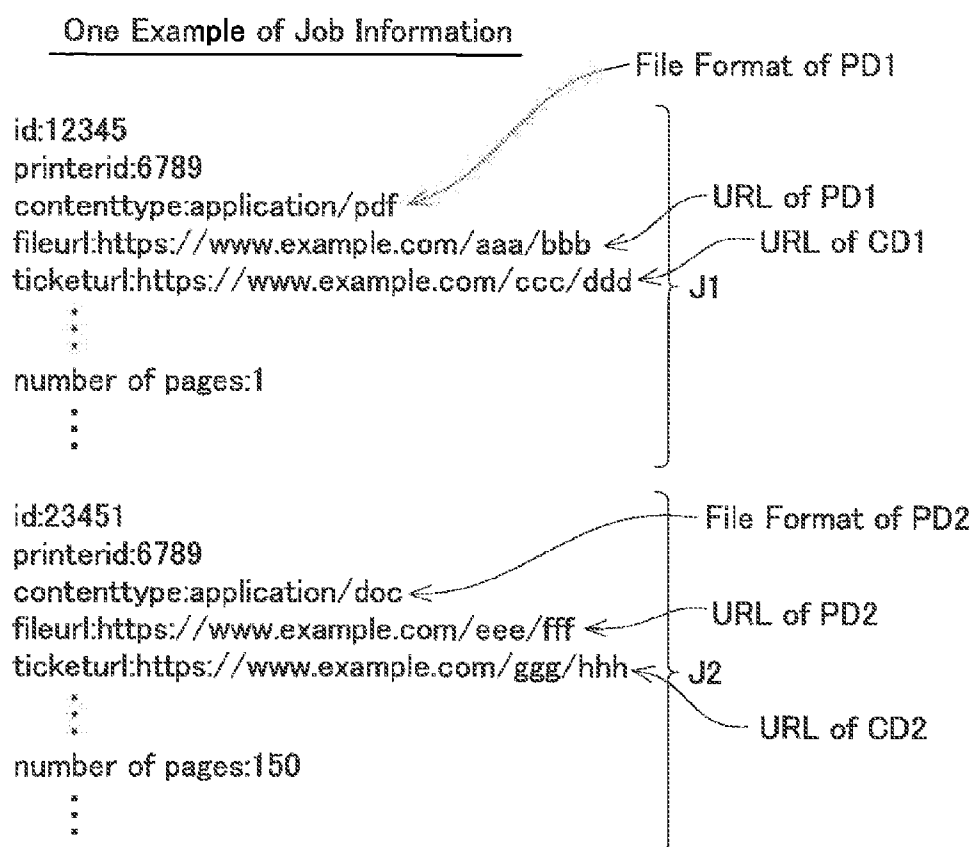 One Example of Job Information
File Format of PD1
id:12345
printerid:6789
contenttype:application/pdf
URL of PD1
fileurl:https://www.example.com/aaa/bbb
URL of CD1
ticketurl:https://www.example.com/ccc/ddd
J1
number of pages:1
id:23451
File Format of PD2
printerid:6789
contenttype:application/doc
URL of PD2
fileurl:https://www.example.com/eee/fff
ticketurl:https://www.example.com/ggg/hhh
J2
URL of CD2
number of pages:150